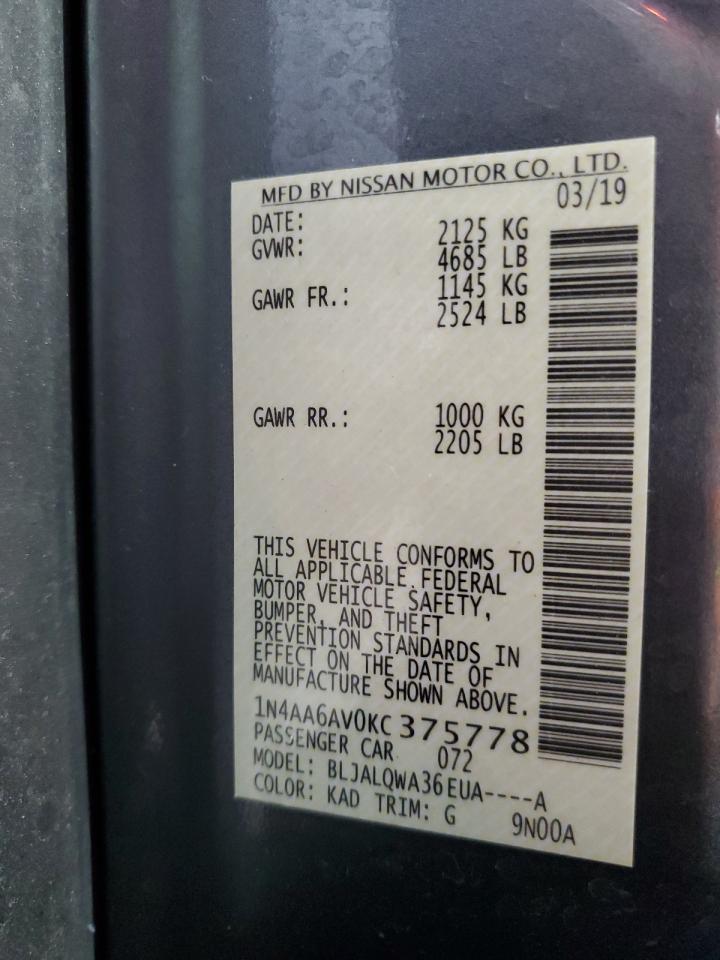 MFD BY NISSAN MOTOR CO., LTD.
DATE: 03/19
GVWR: 2125 KG
4685 LB
GAWR FR.: 1145 KG
2524 LB
GAWR RR.: 1000 KG
2205 LB
THIS VEHICLE CONFORMS TO
ALL APPLICABLE FEDERAL
MOTOR VEHICLE SAFETY,
BUMPER, AND THEFT
PREVENTION STANDARDS IN
EFFECT ON THE DATE OF
MANUFACTURE SHOWN ABOVE.
1N4AA6AV0KC375778
PASSENGER CAR 072
MODEL: BLJALQWA36EUA----A
COLOR: KAD TRIM: G 9N00A